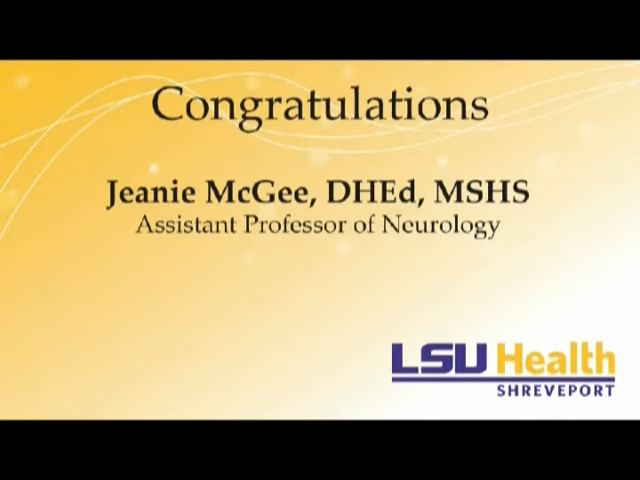 Congratulations
Jeanie McGee, DHEd, MSHS
Assistant Professor of Neurology
LSU Health
SHREVEPORT